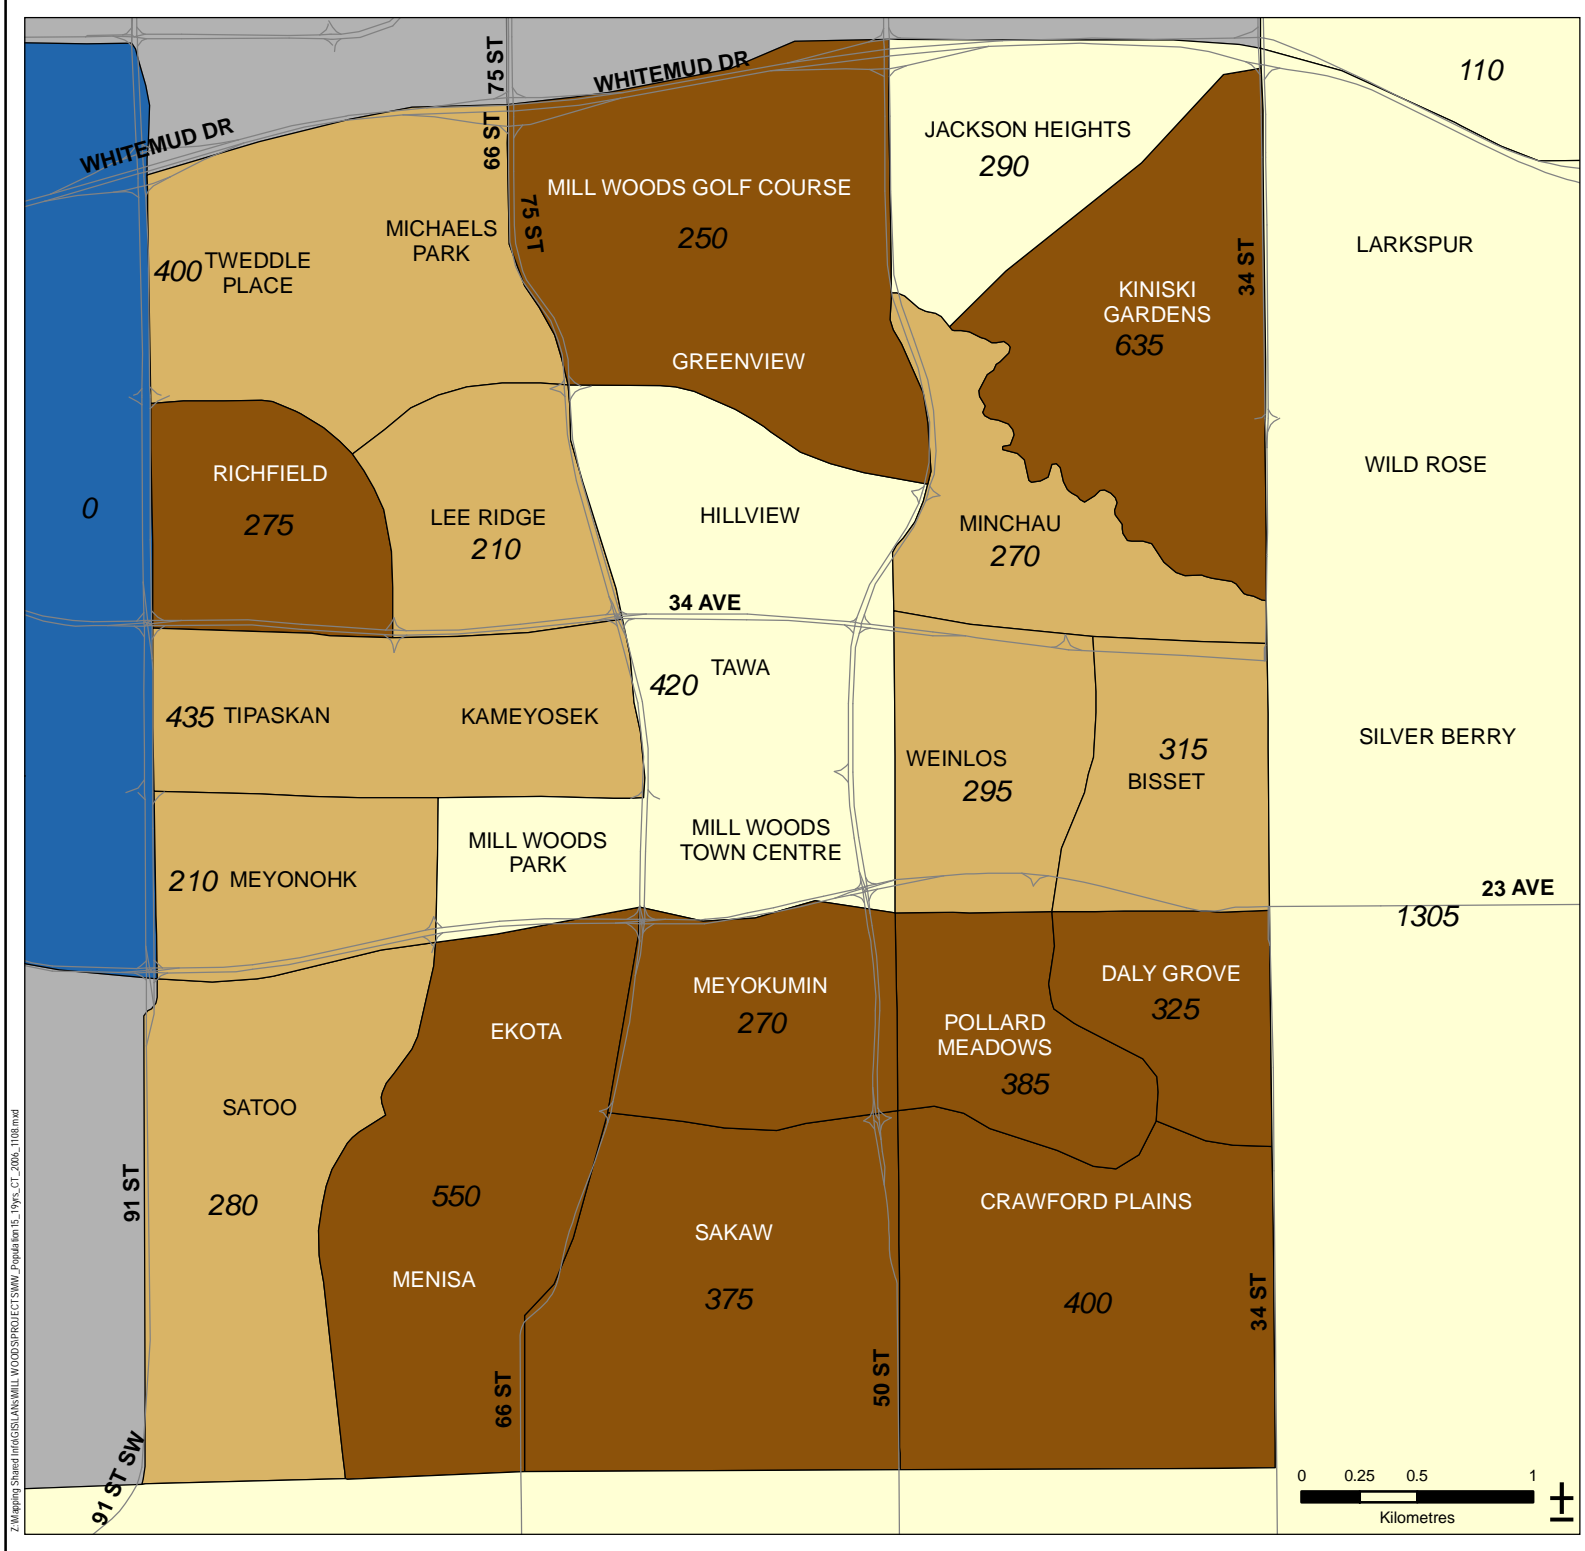 75 ST
WHITEMUD DR
110
WHITEMUD DR
66 ST
JACKSON HEIGHTS
290
MILL WOODS GOLF COURSE
250
75 ST
MICHAELS
PARK
400
TWEDDLE
PLACE
34 ST
LARKSPUR
KINISKI
GARDENS
635
GREENVIEW
RICHFIELD
275
WILD ROSE
0
LEE RIDGE
210
HILLVIEW
MINCHAU
270
34 AVE
TAWA
420
435 TIPASKAN
KAMEYOSEK
WEINLOS
295
315
BISSET
SILVER BERRY
MILL WOODS
PARK
MILL WOODS
TOWN CENTRE
210 MEYONOHK
23 AVE
1305
MEYOKUMIN
270
DALY GROVE
325
EKOTA
POLLARD
MEADOWS
385
SATOO
280
91 ST
550
MENISA
SAKAW
375
CRAWFORD PLAINS
400
34 ST
66 ST
50 ST
91 ST SW
0 0.25 0.5 1
Kilometres